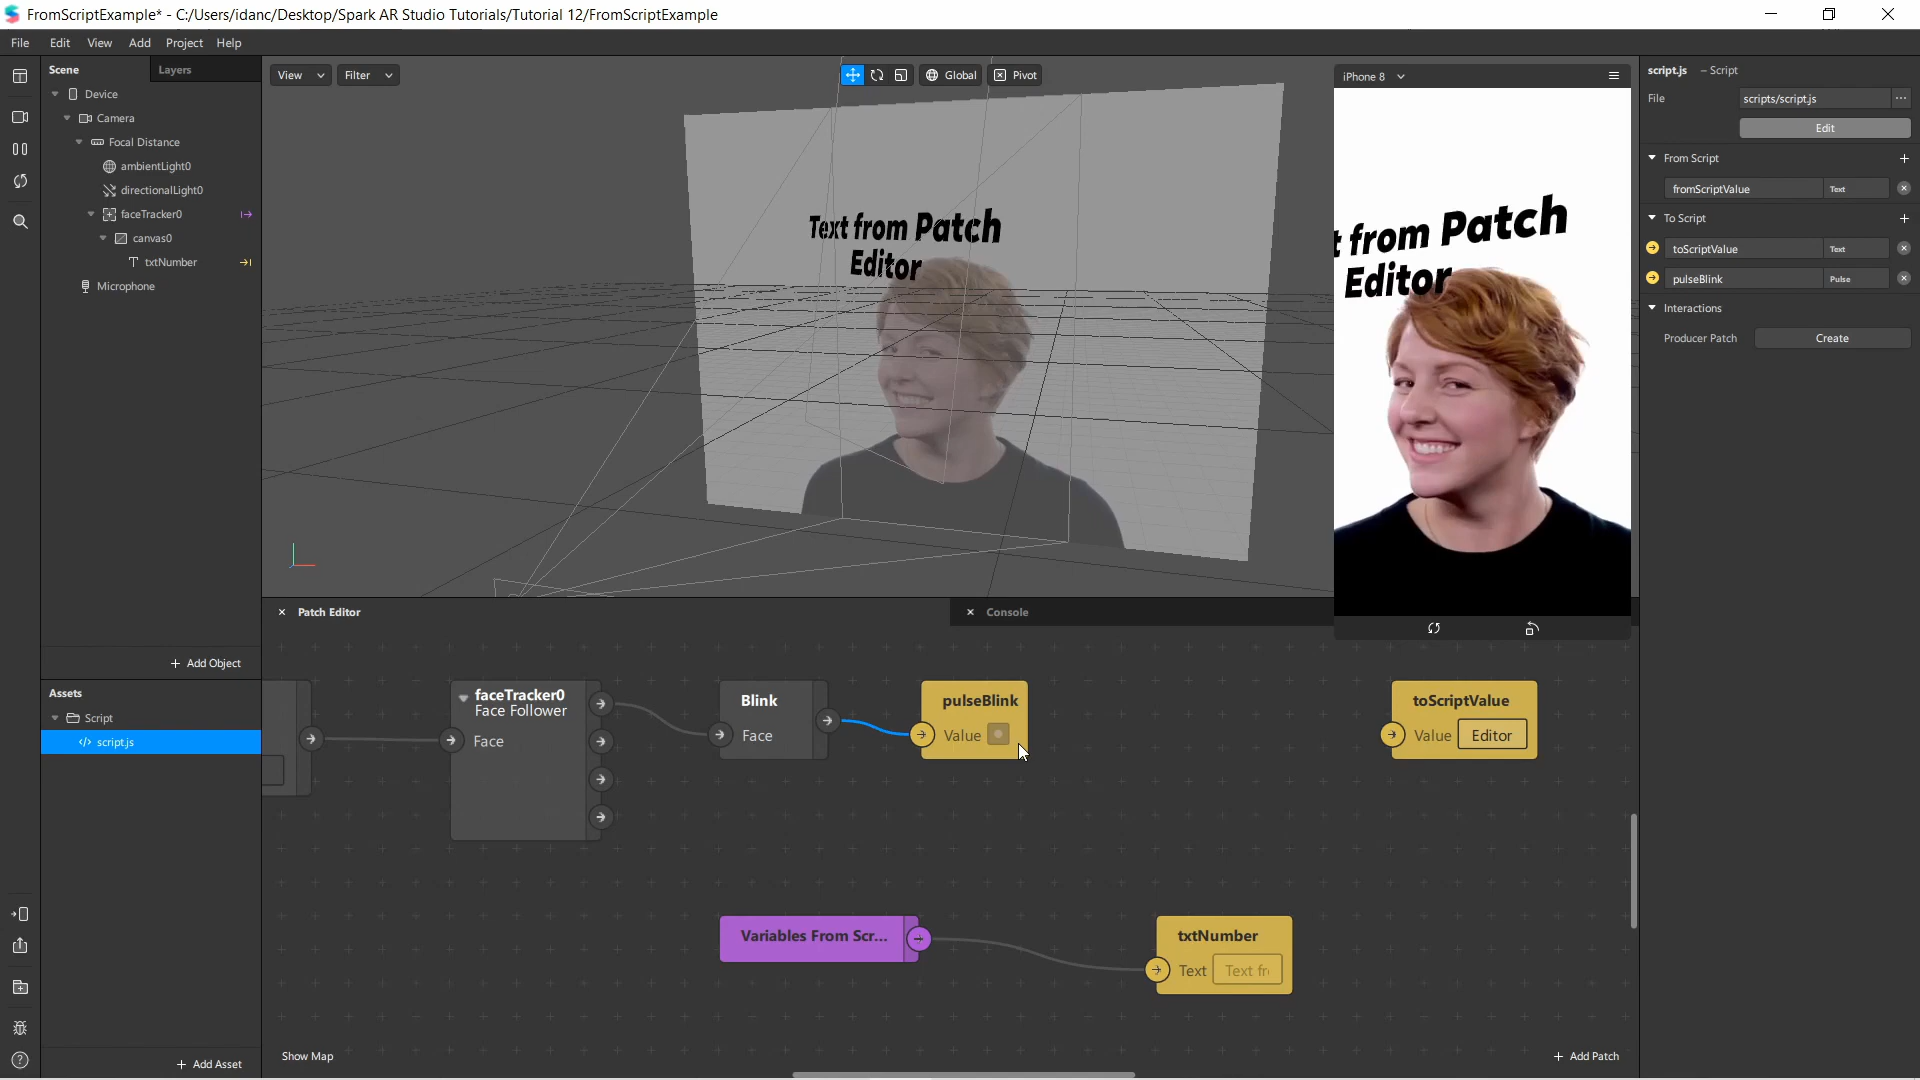 FromScriptExample* - C:/Users/idanc/Desktop/Spark AR Studio Tutorials/Tutorial 12/FromScriptExample
File Edit View Add Project Help
Scene Layers
Device
Camera
Focal Distance
ambientLight0
directionalLight0
faceTracker0
canvas0
txtNumber
Microphone
+ Add Object
Assets
Script
script.js
+ Add Asset
View Filter Global Pivot
Text from Patch
Editor
iPhone 8
t from Patch
Editor
script.js – Script
File scripts/script.js ...
Edit
From Script +
fromScriptValue Text
To Script +
toScriptValue Text
pulseBlink Pulse
Interactions
Producer Patch Create
Patch Editor
Console
faceTracker0
Face Follower
Face
Blink
Face
pulseBlink
Value
toScriptValue
Value Editor
Variables From Scr...
txtNumber
Text Text fr
Show Map
+ Add Patch